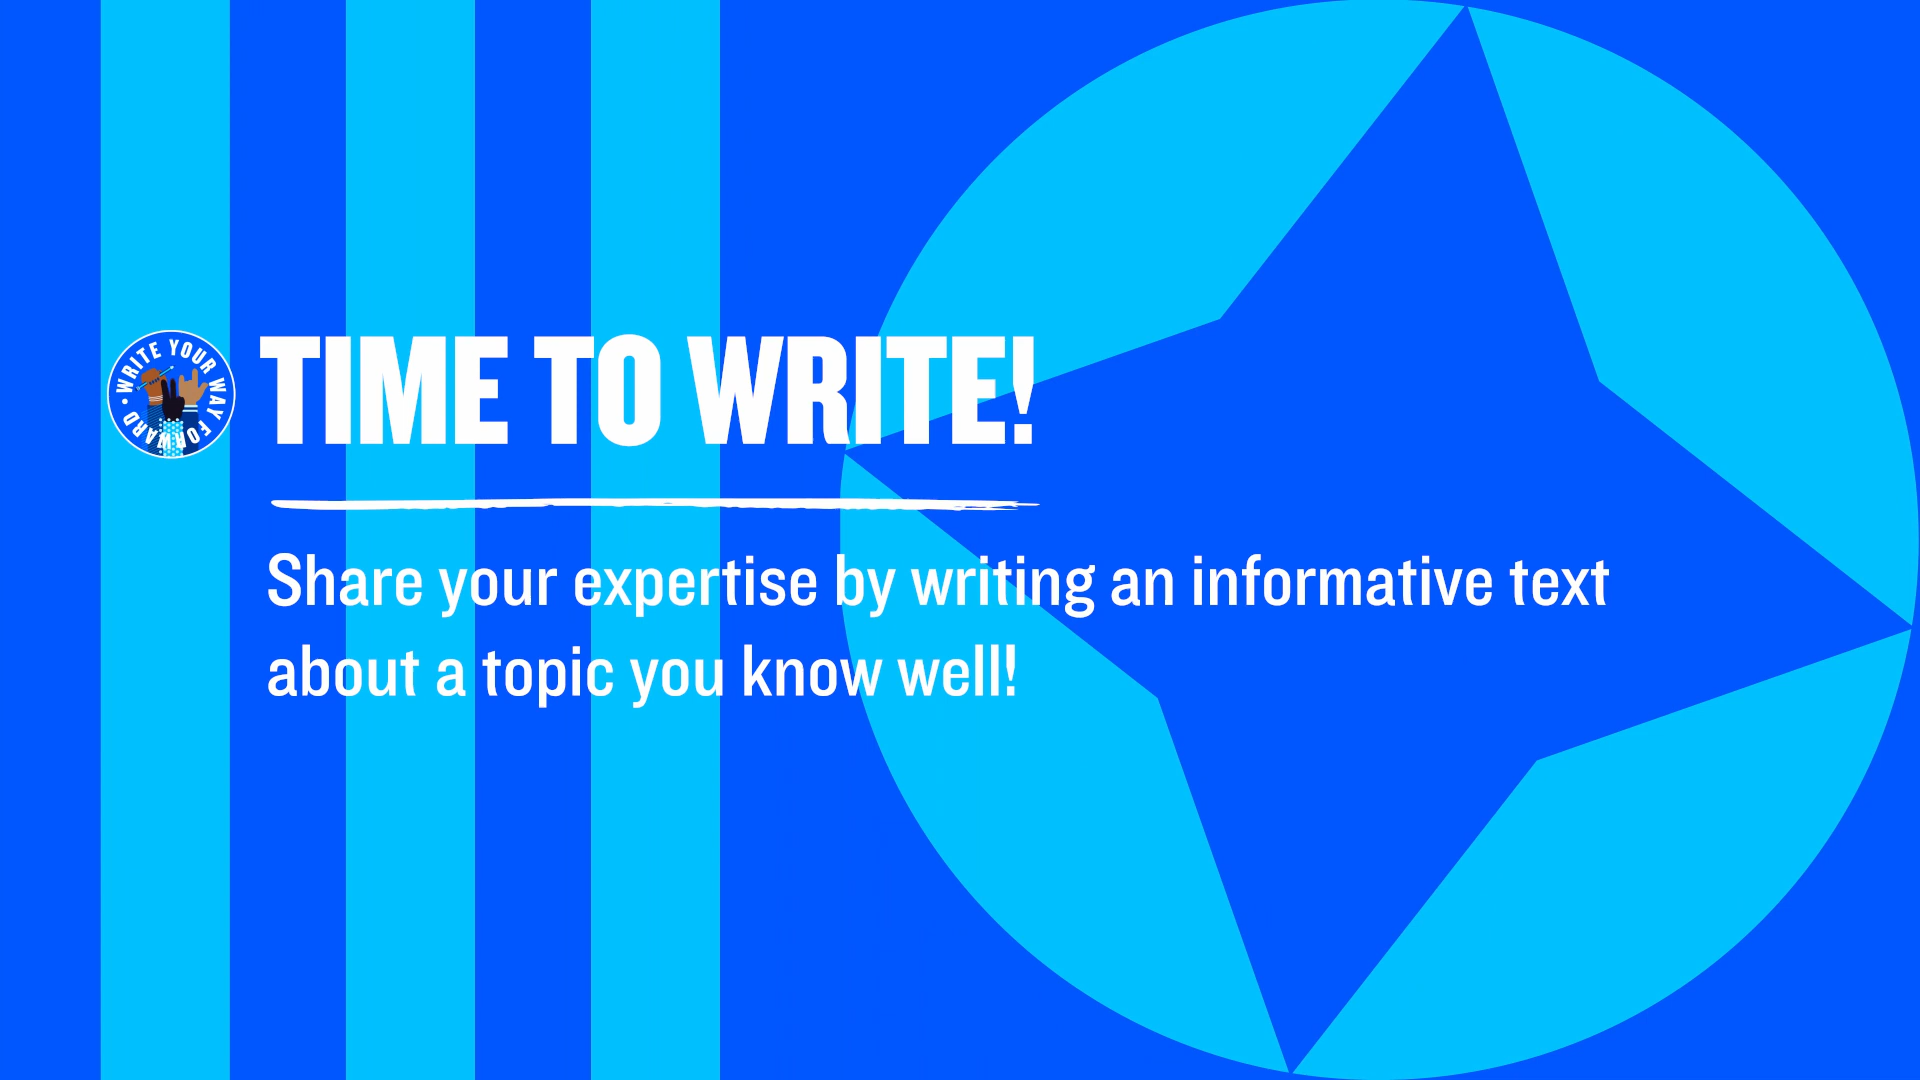 WRITE YOUR WAY FORWARD •
TIME TO WRITE!
Share your expertise by writing an informative text
about a topic you know well!